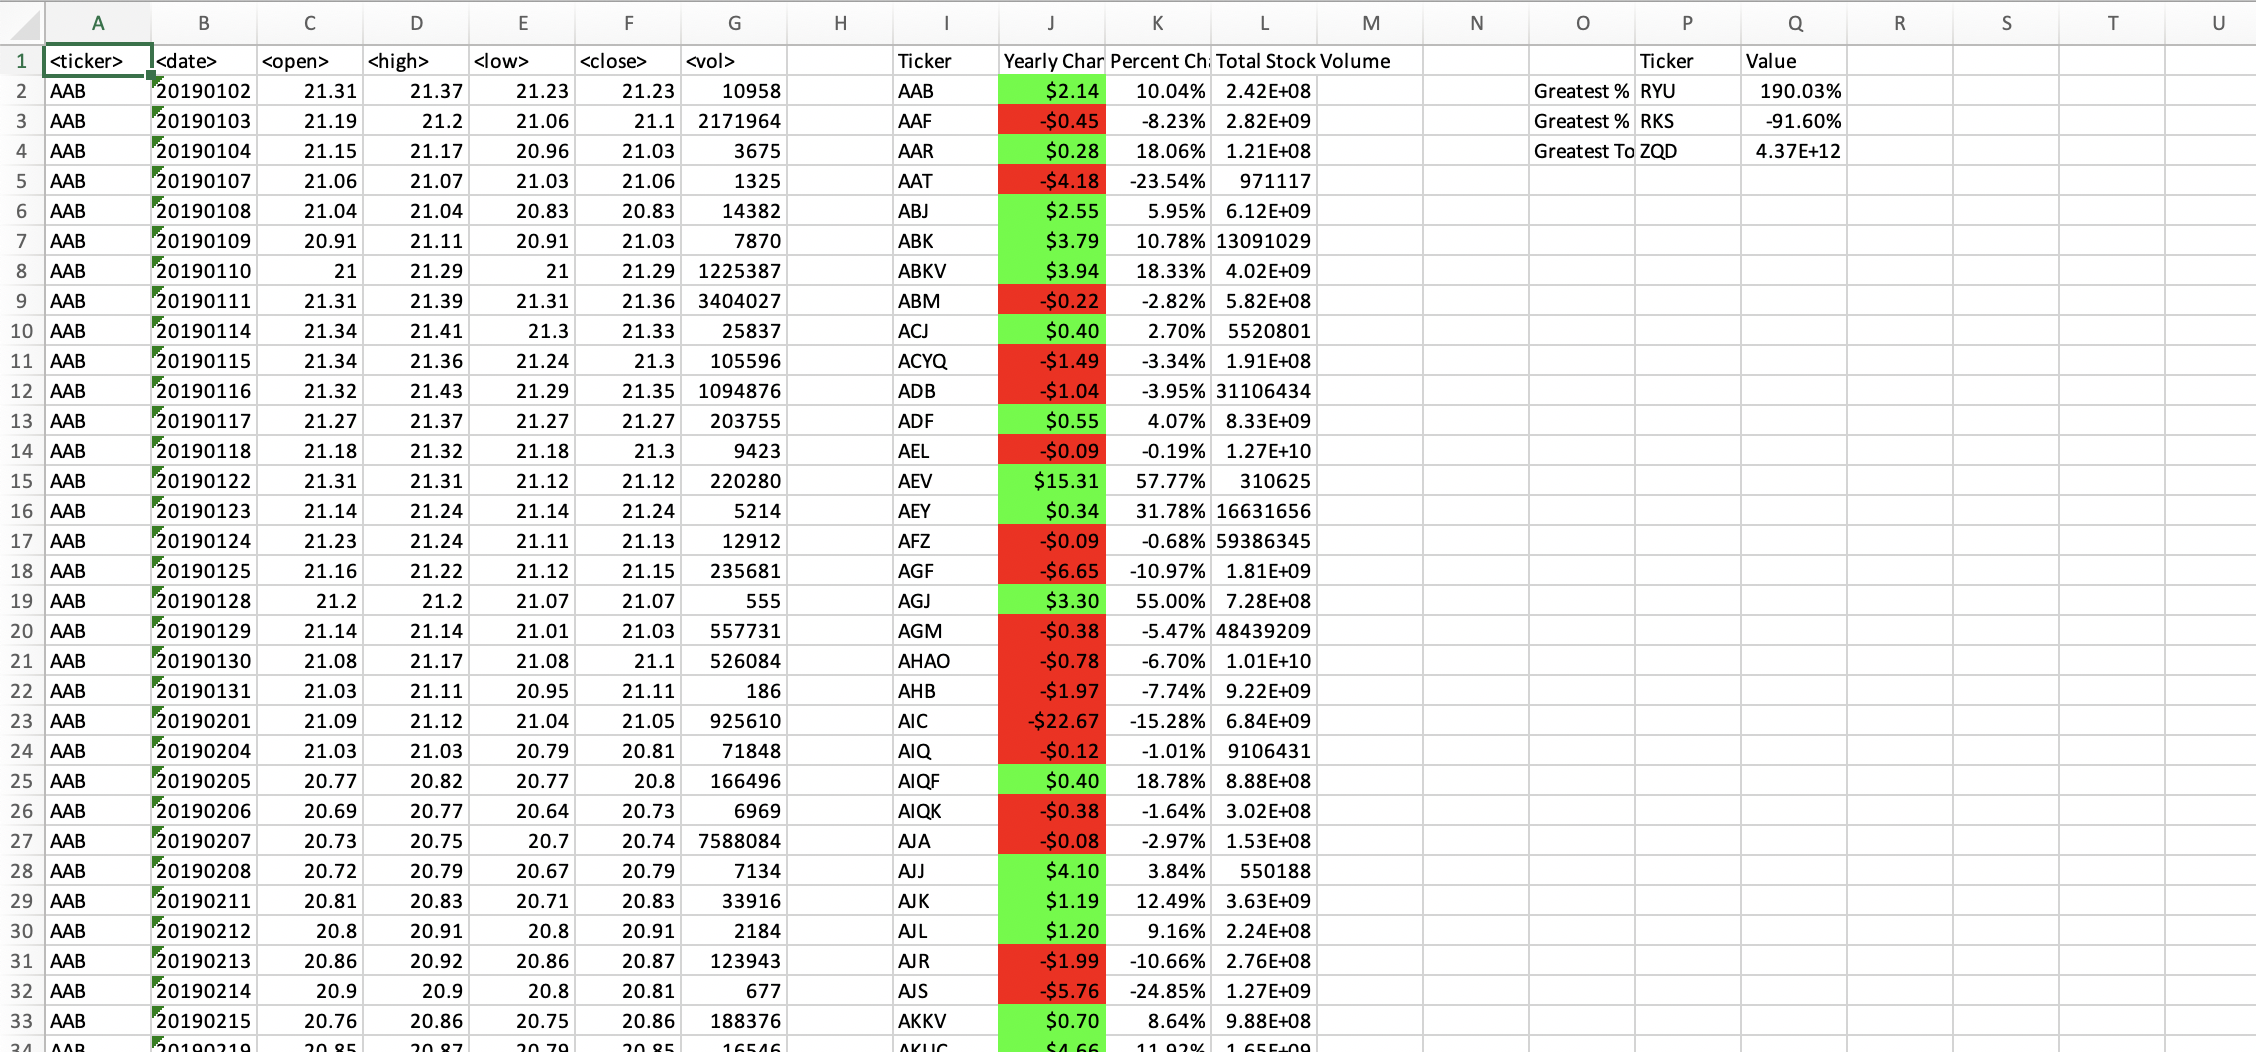 A B C D E F G H I J K L M N O P Q R S T U
1 <ticker> <date> <open> <high> <low> <close> <vol> Ticker Yearly Char Percent Ch Total Stock Volume Ticker Value
2 AAB 20190102 21.31 21.37 21.23 21.23 10958 AAB $2.14 10.04% 2.42E+08 Greatest % RYU 190.03%
3 AAB 20190103 21.19 21.2 21.06 21.1 2171964 AAF -$0.45 -8.23% 2.82E+09 Greatest % RKS -91.60%
4 AAB 20190104 21.15 21.17 20.96 21.03 3675 AAR $0.28 18.06% 1.21E+08 Greatest To ZQD 4.37E+12
5 AAB 20190107 21.06 21.07 21.03 21.06 1325 AAT -$4.18 -23.54% 971117
6 AAB 20190108 21.04 21.04 20.83 20.83 14382 ABJ $2.55 5.95% 6.12E+09
7 AAB 20190109 20.91 21.11 20.91 21.03 7870 ABK $3.79 10.78% 13091029
8 AAB 20190110 21 21.29 21 21.29 1225387 ABKV $3.94 18.33% 4.02E+09
9 AAB 20190111 21.31 21.39 21.31 21.36 3404027 ABM -$0.22 -2.82% 5.82E+08
10 AAB 20190114 21.34 21.41 21.3 21.33 25837 ACJ $0.40 2.70% 5520801
11 AAB 20190115 21.34 21.36 21.24 21.3 105596 ACYQ -$1.49 -3.34% 1.91E+08
12 AAB 20190116 21.32 21.43 21.29 21.35 1094876 ADB -$1.04 -3.95% 31106434
13 AAB 20190117 21.27 21.37 21.27 21.27 203755 ADF $0.55 4.07% 8.33E+09
14 AAB 20190118 21.18 21.32 21.18 21.3 9423 AEL -$0.09 -0.19% 1.27E+10
15 AAB 20190122 21.31 21.31 21.12 21.12 220280 AEV $15.31 57.77% 310625
16 AAB 20190123 21.14 21.24 21.14 21.24 5214 AEY $0.34 31.78% 16631656
17 AAB 20190124 21.23 21.24 21.11 21.13 12912 AFZ -$0.09 -0.68% 59386345
18 AAB 20190125 21.16 21.22 21.12 21.15 235681 AGF -$6.65 -10.97% 1.81E+09
19 AAB 20190128 21.2 21.2 21.07 21.07 555 AGJ $3.30 55.00% 7.28E+08
20 AAB 20190129 21.14 21.14 21.01 21.03 557731 AGM -$0.38 -5.47% 48439209
21 AAB 20190130 21.08 21.17 21.08 21.1 526084 AHAO -$0.78 -6.70% 1.01E+10
22 AAB 20190131 21.03 21.11 20.95 21.11 186 AHB -$1.97 -7.74% 9.22E+09
23 AAB 20190201 21.09 21.12 21.04 21.05 925610 AIC -$22.67 -15.28% 6.84E+09
24 AAB 20190204 21.03 21.03 20.79 20.81 71848 AIQ -$0.12 -1.01% 9106431
25 AAB 20190205 20.77 20.82 20.77 20.8 166496 AIQF $0.40 18.78% 8.88E+08
26 AAB 20190206 20.69 20.77 20.64 20.73 6969 AIQK -$0.38 -1.64% 3.02E+08
27 AAB 20190207 20.73 20.75 20.7 20.74 7588084 AJA -$0.08 -2.97% 1.53E+08
28 AAB 20190208 20.72 20.79 20.67 20.79 7134 AJJ $4.10 3.84% 550188
29 AAB 20190211 20.81 20.83 20.71 20.83 33916 AJK $1.19 12.49% 3.63E+09
30 AAB 20190212 20.8 20.91 20.8 20.91 2184 AJL $1.20 9.16% 2.24E+08
31 AAB 20190213 20.86 20.92 20.86 20.87 123943 AJR -$1.99 -10.66% 2.76E+08
32 AAB 20190214 20.9 20.9 20.8 20.81 677 AJS -$5.76 -24.85% 1.27E+09
33 AAB 20190215 20.76 20.86 20.75 20.86 188376 AKKV $0.70 8.64% 9.88E+08
34 AAB 20190219 20.85 20.87 20.79 20.85 16546 $4.66 11.92% 1.65E+09